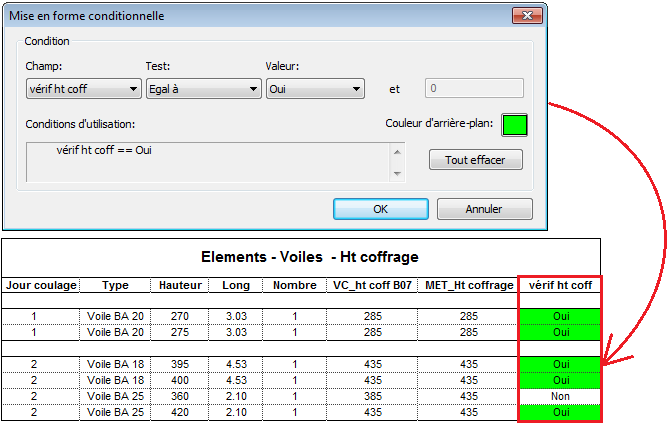 Mise en forme conditionnelle
Condition
Champ: Test: Valeur:
vérif ht coff Egal à Oui et 0
Conditions d'utilisation: Couleur d'arrière-plan:
vérif ht coff == Oui
Tout effacer
OK Annuler
Elements - Voiles - Ht coffrage
Jour coulage Type Hauteur Long Nombre VC_ht coff B07 MET_Ht coffrage vérif ht coff
1 Voile BA 20 270 3.03 1 285 285 Oui
1 Voile BA 20 275 3.03 1 285 285 Oui
2 Voile BA 18 395 4.53 1 435 435 Oui
2 Voile BA 18 400 4.53 1 435 435 Oui
2 Voile BA 25 360 2.10 1 385 435 Non
2 Voile BA 25 420 2.10 1 435 435 Oui